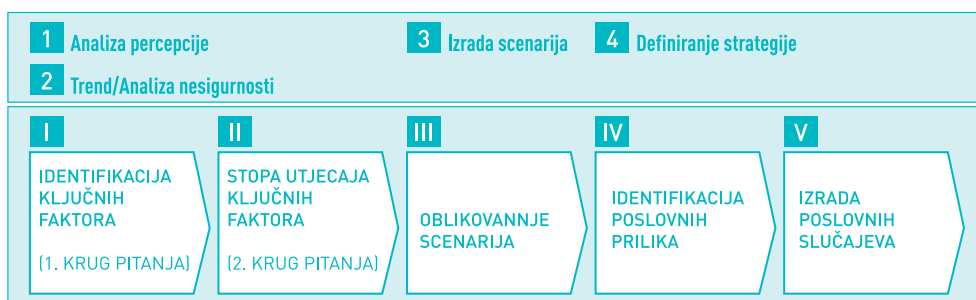 1 Analiza percepcije
2 Trend/Analiza nesigurnosti
3 Izrada scenarija
4 Definiranje strategije
I
IDENTIFIKACIJA
KLJUČNIH
FAKTORA
(1. KRUG PITANJA)
II
STOPA UTJECAJA
KLJUČNIH
FAKTORA
(2. KRUG PITANJA)
III
OBLIKOVANNJE
SCENARIJA
IV
IDENTIFIKACIJA
POSLOVNIH
PRILIKA
V
IZRADA
POSLOVNIH
SLUČAJEVA